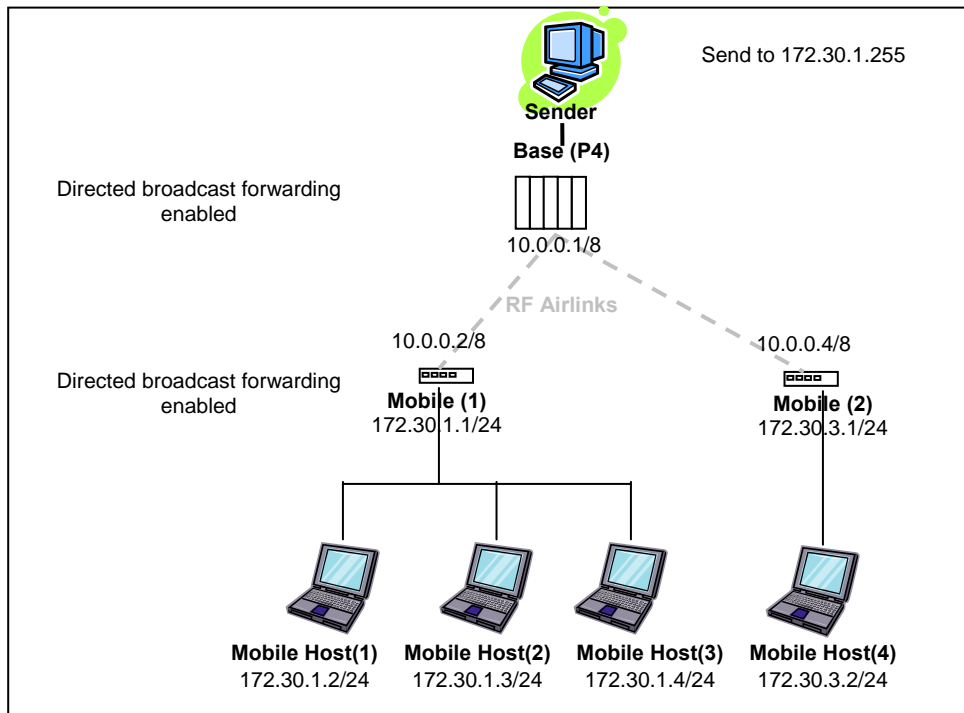 Send to 172.30.1.255
Sender
Base (P4)
Directed broadcast forwarding
enabled
10.0.0.1/8
RF Airlinks
10.0.0.2/8
10.0.0.4/8
Directed broadcast forwarding
enabled
Mobile (1)
172.30.1.1/24
Mobile (2)
172.30.3.1/24
Mobile Host(1)
172.30.1.2/24
Mobile Host(2)
172.30.1.3/24
Mobile Host(3)
172.30.1.4/24
Mobile Host(4)
172.30.3.2/24